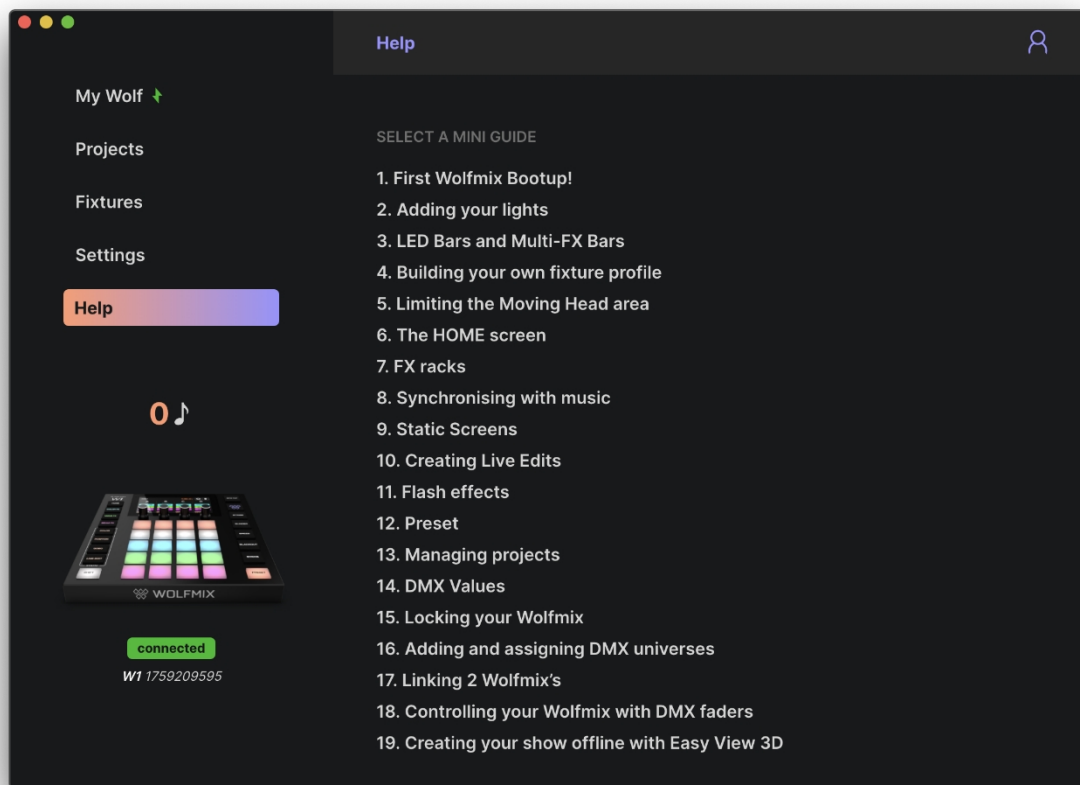 Help
My Wolf
Projects
Fixtures
Settings
Help
0
WOLFMIX
connected
W1 1759209595
SELECT A MINI GUIDE
1. First Wolfmix Bootup!
2. Adding your lights
3. LED Bars and Multi-FX Bars
4. Building your own fixture profile
5. Limiting the Moving Head area
6. The HOME screen
7. FX racks
8. Synchronising with music
9. Static Screens
10. Creating Live Edits
11. Flash effects
12. Preset
13. Managing projects
14. DMX Values
15. Locking your Wolfmix
16. Adding and assigning DMX universes
17. Linking 2 Wolfmix’s
18. Controlling your Wolfmix with DMX faders
19. Creating your show offline with Easy View 3D